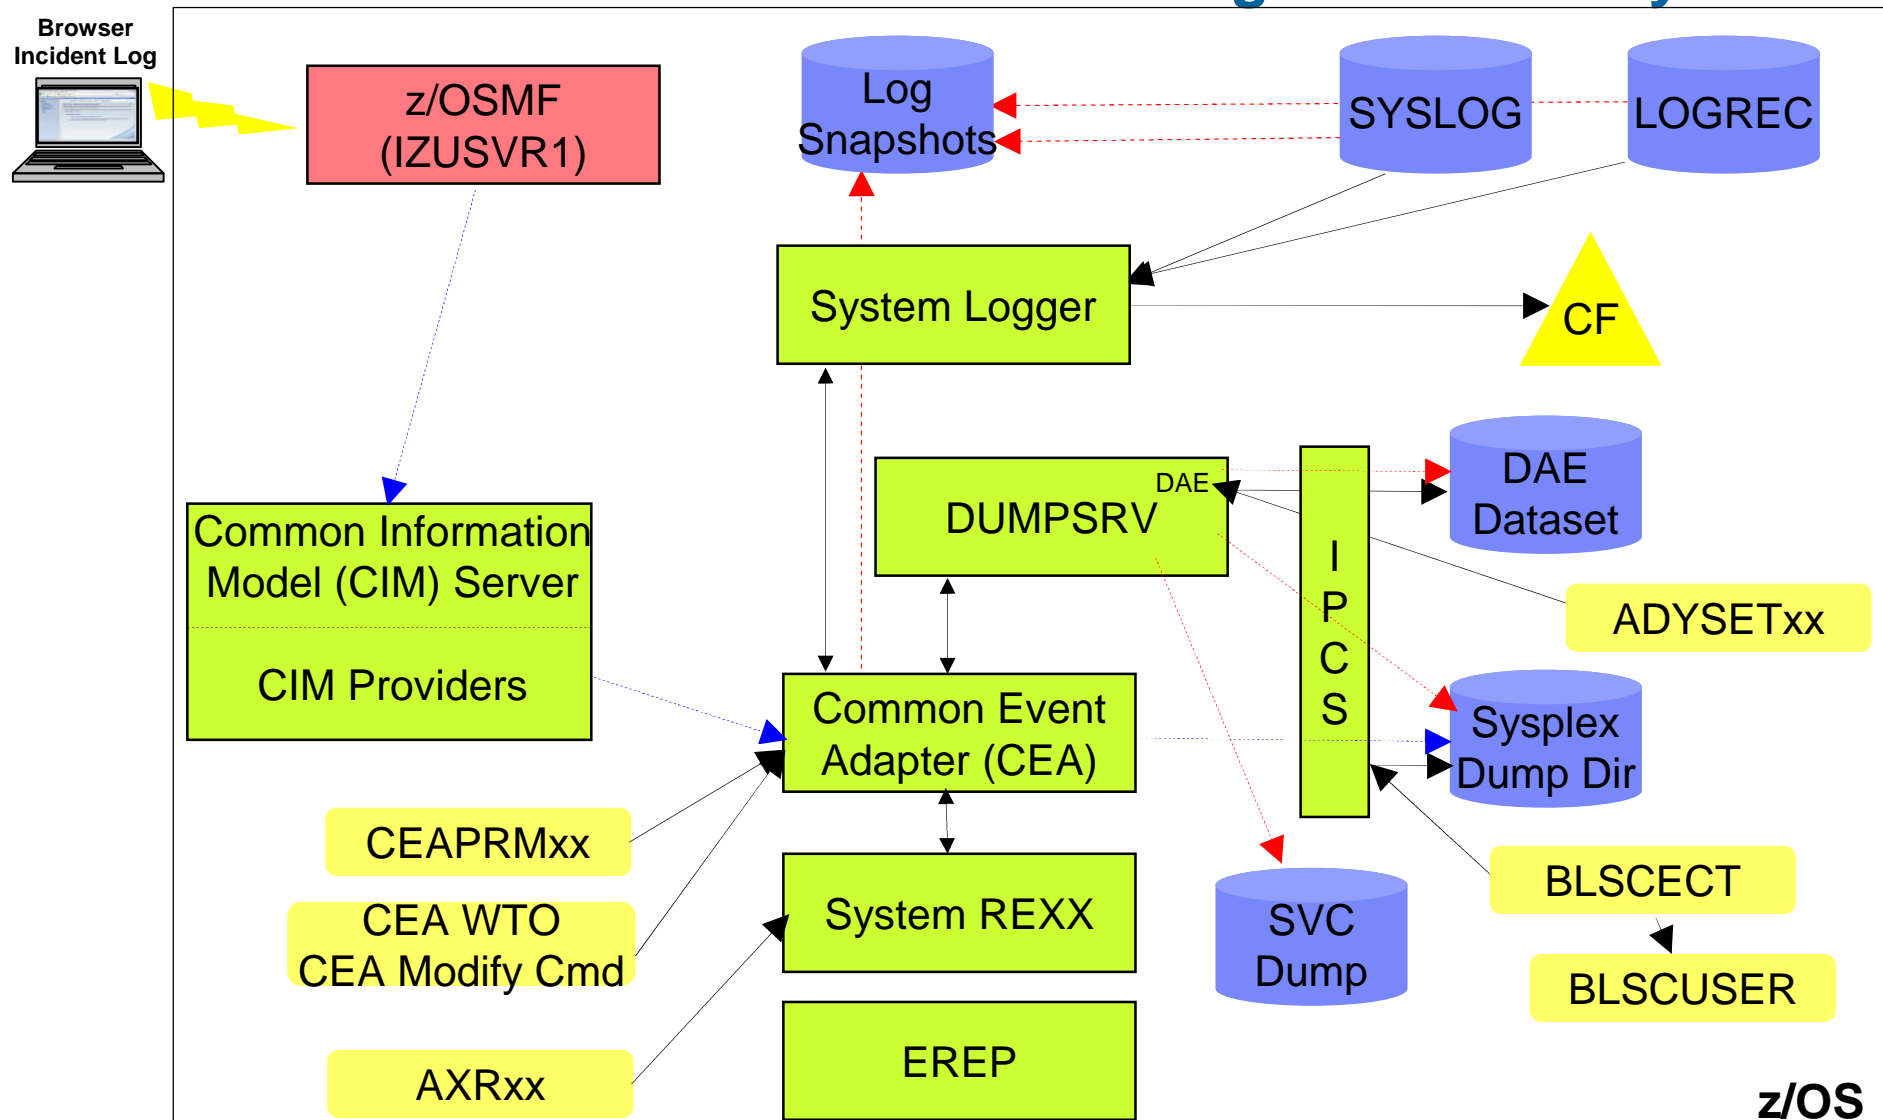 Browser
Incident Log
z/OSMF
(IZUSVR1)
Log
Snapshots
SYSLOG
LOGREC
System Logger
CF
DAE
DUMPSRV
I
P
C
S
DAE
Dataset
Common Information
Model (CIM) Server
CIM Providers
ADYSETxx
Common Event
Adapter (CEA)
Sysplex
Dump Dir
CEAPRMxx
CEA WTO
CEA Modify Cmd
System REXX
SVC
Dump
BLSCECT
BLSCUSER
AXRxx
EREP
z/OS